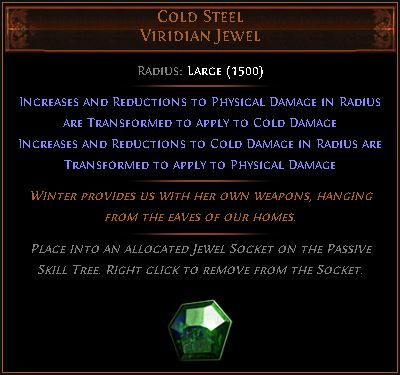 Cold Steel
Viridian Jewel
Radius: Large (1500)
Increases and Reductions to Physical Damage in Radius
are Transformed to apply to Cold Damage
Increases and Reductions to Cold Damage in Radius are
Transformed to apply to Physical Damage
Winter provides us with her own weapons, hanging
from the eaves of our homes.
Place into an allocated Jewel Socket on the Passive
Skill Tree. Right click to remove from the Socket.